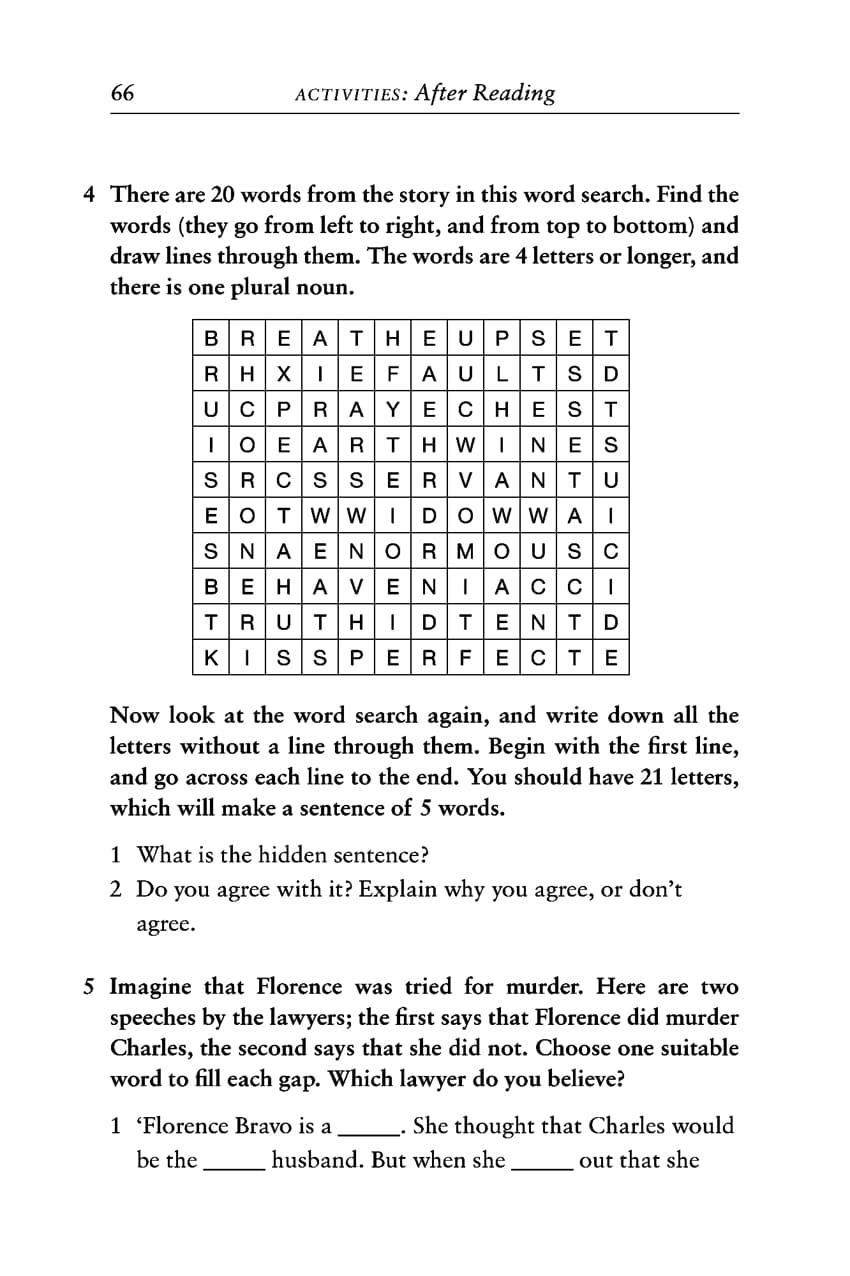 66 ACTIVITIES: After Reading
4 There are 20 words from the story in this word search. Find the
words (they go from left to right, and from top to bottom) and
draw lines through them. The words are 4 letters or longer, and
there is one plural noun.
B R E A T H E U P S E T
R H X I E F A U L T S D
U C P R A Y E C H E S T
I O E A R T H W I N E S
S R C S S E R V A N T U
E O T W W I D O W W A I
S N A E N O R M O U S C
B E H A V E N I A C C I
T R U T H I D T E N T D
K I S S P E R F E C T E
Now look at the word search again, and write down all the
letters without a line through them. Begin with the first line,
and go across each line to the end. You should have 21 letters,
which will make a sentence of 5 words.
1 What is the hidden sentence?
2 Do you agree with it? Explain why you agree, or don’t
agree.
5 Imagine that Florence was tried for murder. Here are two
speeches by the lawyers; the first says that Florence did murder
Charles, the second says that she did not. Choose one suitable
word to fill each gap. Which lawyer do you believe?
1 ‘Florence Bravo is a _____. She thought that Charles would
be the _____ husband. But when she _____ out that she